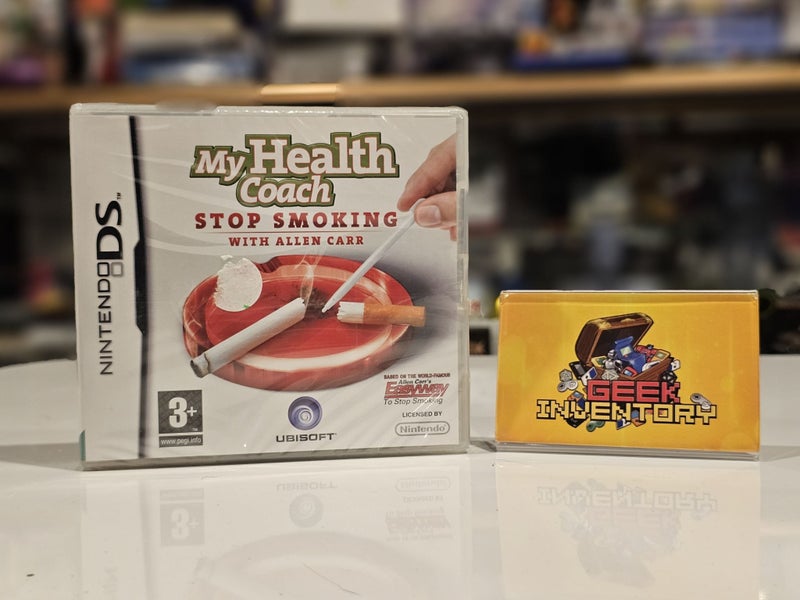 NINTENDO DS™
My Health
Coach
STOP SMOKING
WITH ALLEN CARR
BASED ON THE WORLD-FAMOUS
Allen Carr's
EASYWAY
To Stop Smoking
LICENSED BY
Nintendo
3+
www.pegi.info
UBISOFT
GEEK
INVENTORY